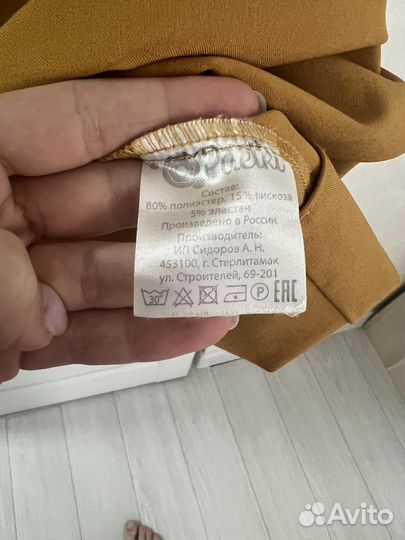 Состав:
80% полиэстер, 15% вискоза
5% эластан
Произведено в России
Производитель:
ИП Сидоров А. Н.
453100, г. Стерлитамак
ул. Строителей, 69-201
30° P EAC
Avito